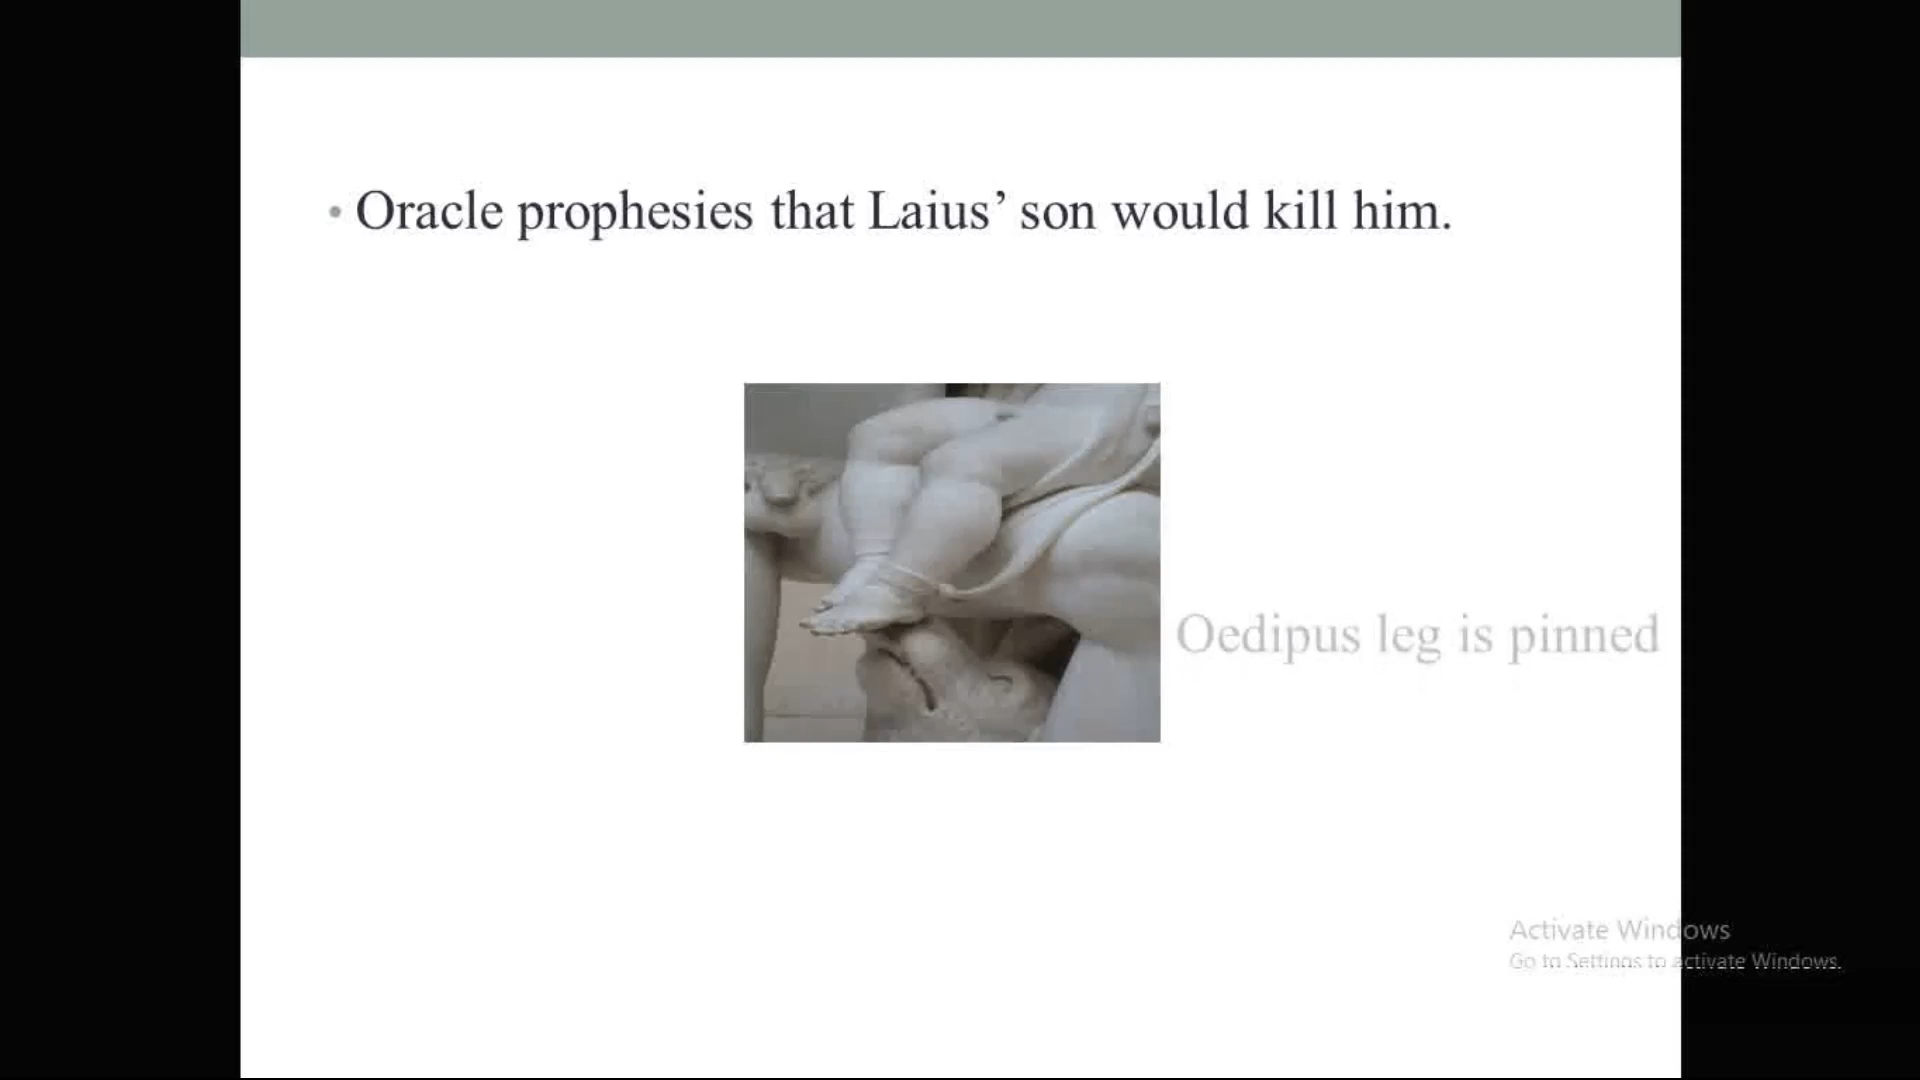 • Oracle prophesies that Laius’ son would kill him.
Oedipus leg is pinned
Activate Windows
Go to Settings to activate Windows.